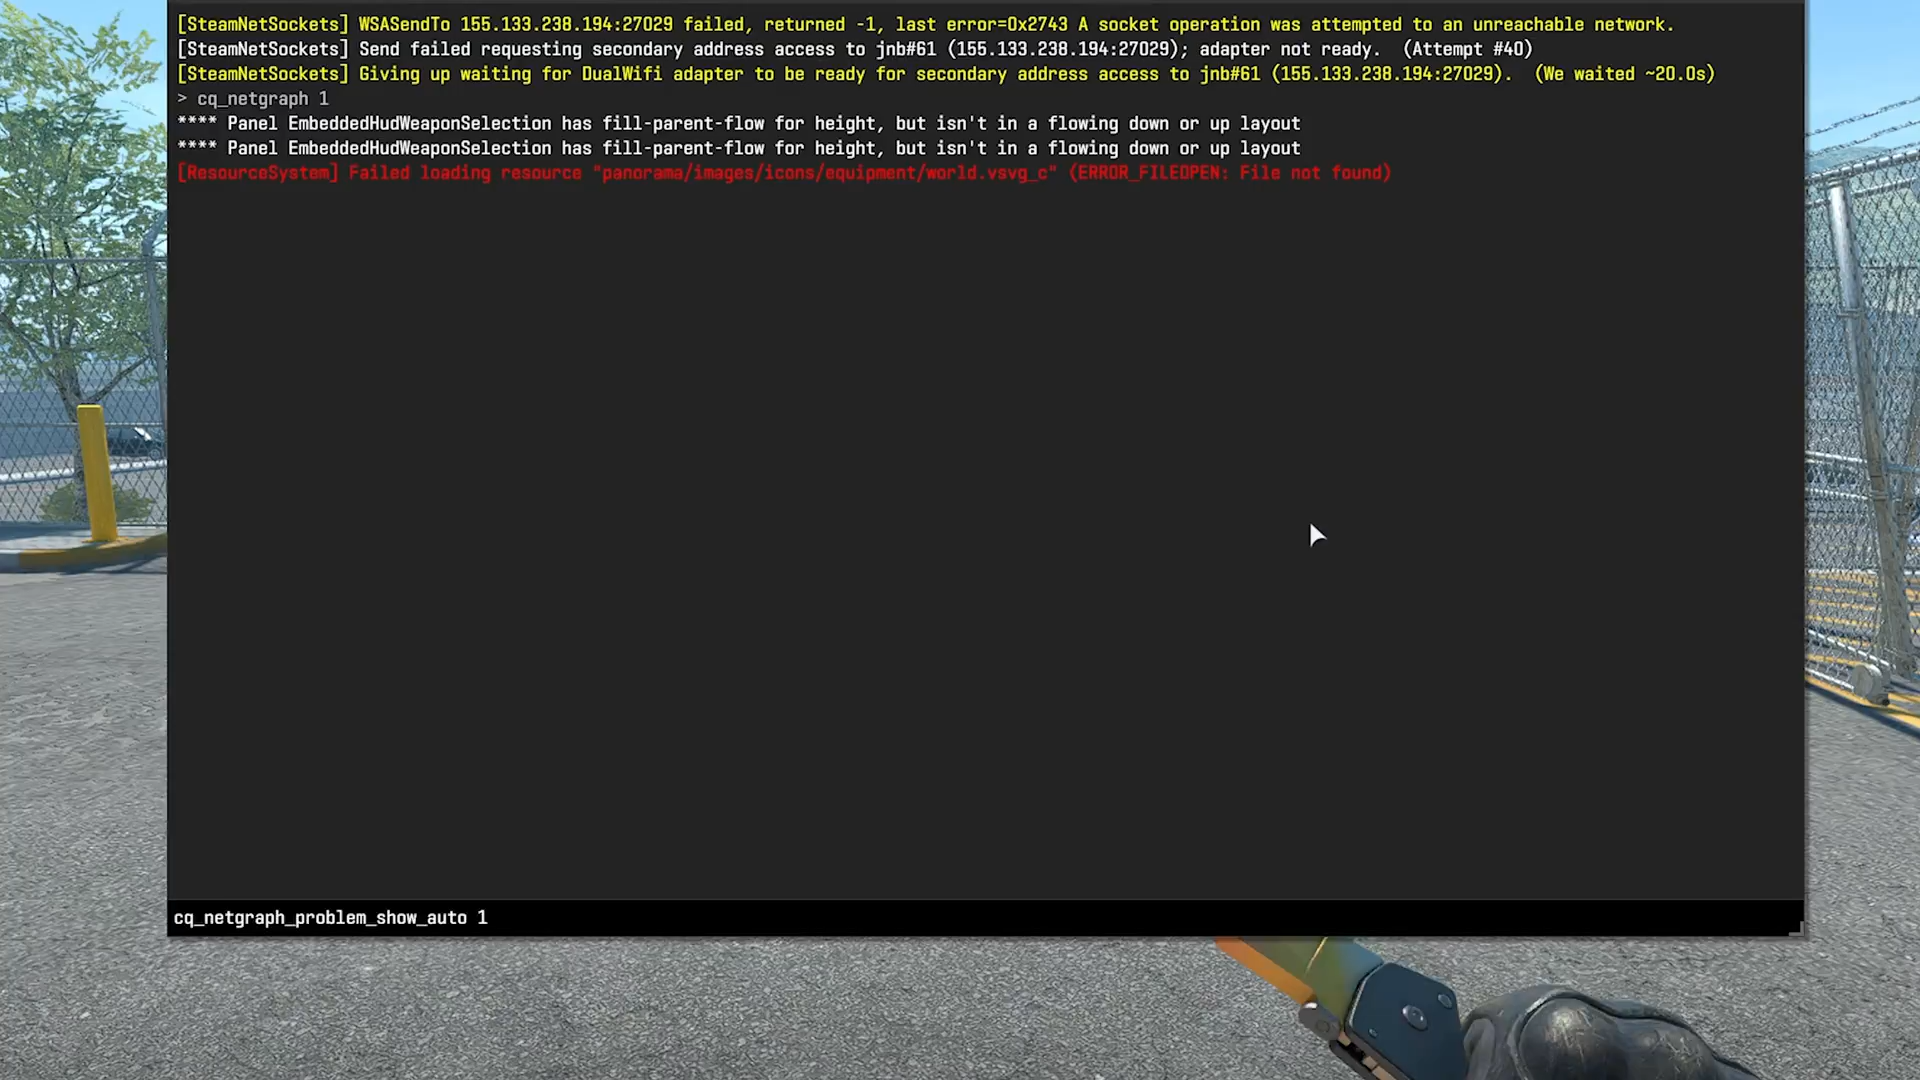 [SteamNetSockets] WSASendTo 155.133.238.194:27029 failed, returned -1, last error=0x2743 A socket operation was attempted to an unreachable network.
[SteamNetSockets] Send failed requesting secondary address access to jnb#61 (155.133.238.194:27029); adapter not ready.  (Attempt #40)
[SteamNetSockets] Giving up waiting for DualWifi adapter to be ready for secondary address access to jnb#61 (155.133.238.194:27029).  (We waited ~20.0s)
> cq_netgraph 1
**** Panel EmbeddedHudWeaponSelection has fill-parent-flow for height, but isn't in a flowing down or up layout
**** Panel EmbeddedHudWeaponSelection has fill-parent-flow for height, but isn't in a flowing down or up layout
[ResourceSystem] Failed loading resource "panorama/images/icons/equipment/world.vsvg_c" (ERROR_FILEOPEN: File not found)
cq_netgraph_problem_show_auto 1